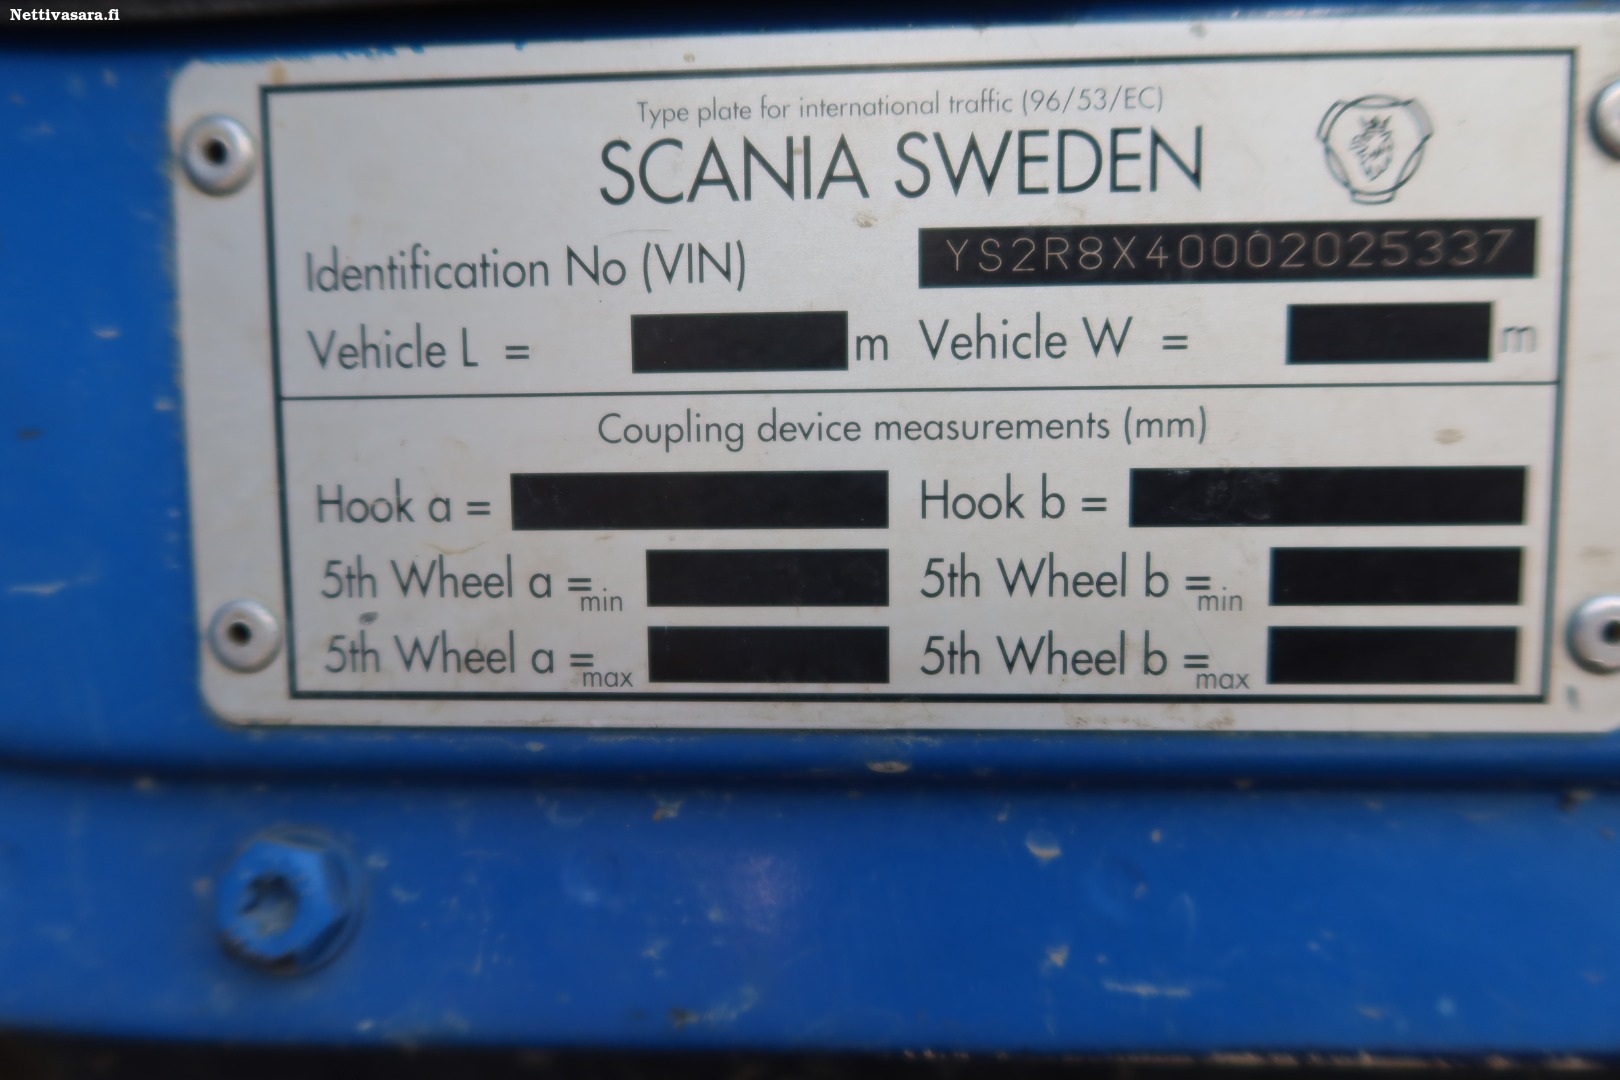 Nettivasara.fi
Type plate for international traffic (96/53/EC)
SCANIA SWEDEN
Identification No (VIN) YS2R8X40002025337
Vehicle L = m Vehicle W = m
Coupling device measurements (mm)
Hook a = Hook b =
5th Wheel a =min 5th Wheel b =min
5th Wheel a =max 5th Wheel b =max